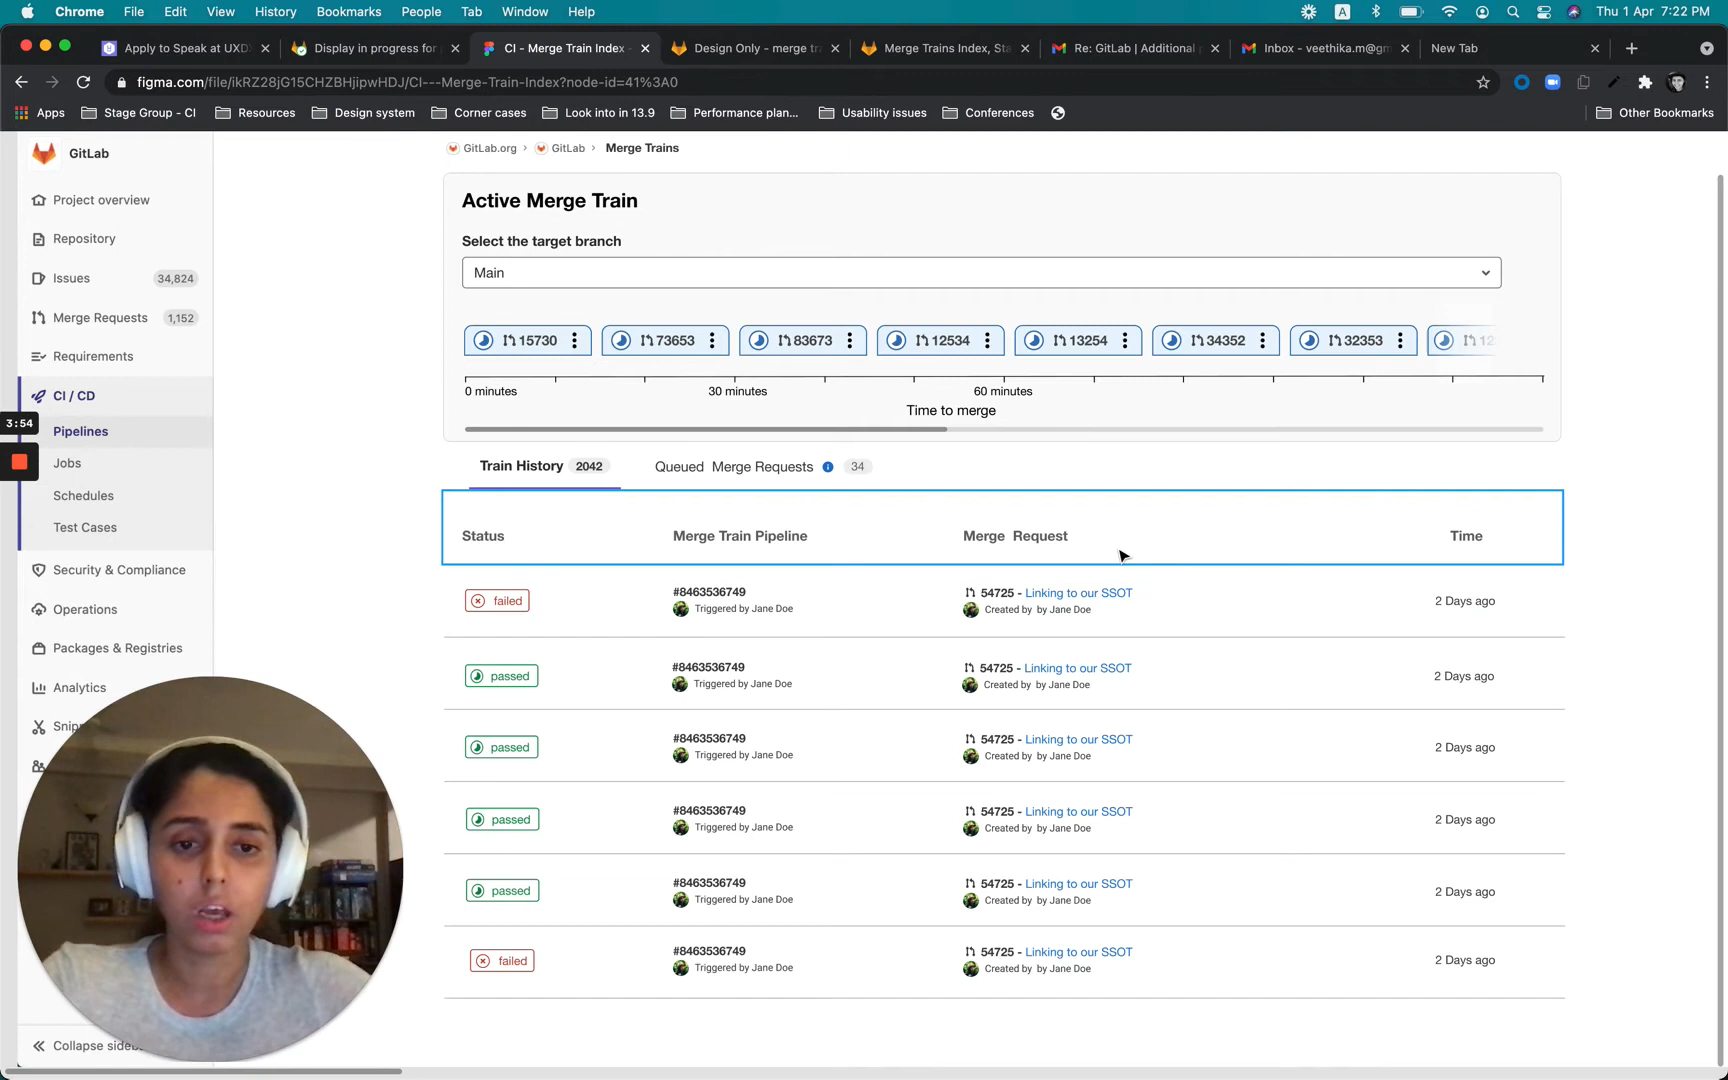 Chrome File Edit View History Bookmarks People Tab Window Help A Thu 1 Apr 7:22 PM
Apply to Speak at UXD Display in progress for CI - Merge Train Index - Design Only - merge tra Merge Trains Index, Sta Re: GitLab | Additional Inbox - veethika.m@gm New Tab
figma.com/file/ikRZ28jG15CHZBHjipwHDJ/CI---Merge-Train-Index?node-id=41%3A0
Apps Stage Group - CI Resources Design system Corner cases Look into in 13.9 Performance plan... Usability issues Conferences Other Bookmarks
GitLab
Project overview
Repository
Issues 34,824
Merge Requests 1,152
Requirements
CI / CD
3:54
Pipelines
Jobs
Schedules
Test Cases
Security & Compliance
Operations
Packages & Registries
Analytics
Snip
Collapse sideb
GitLab.org › GitLab › Merge Trains
Active Merge Train
Select the target branch
Main
15730 73653 83673 12534 13254 34352 32353 12
0 minutes 30 minutes 60 minutes
Time to merge
Train History 2042 Queued Merge Requests 34
Status Merge Train Pipeline Merge Request Time
failed #8463536749 54725 - Linking to our SSOT 2 Days ago
Triggered by Jane Doe Created by by Jane Doe
passed #8463536749 54725 - Linking to our SSOT 2 Days ago
Triggered by Jane Doe Created by by Jane Doe
passed #8463536749 54725 - Linking to our SSOT 2 Days ago
Triggered by Jane Doe Created by by Jane Doe
passed #8463536749 54725 - Linking to our SSOT 2 Days ago
Triggered by Jane Doe Created by by Jane Doe
passed #8463536749 54725 - Linking to our SSOT 2 Days ago
Triggered by Jane Doe Created by by Jane Doe
failed #8463536749 54725 - Linking to our SSOT 2 Days ago
Triggered by Jane Doe Created by by Jane Doe